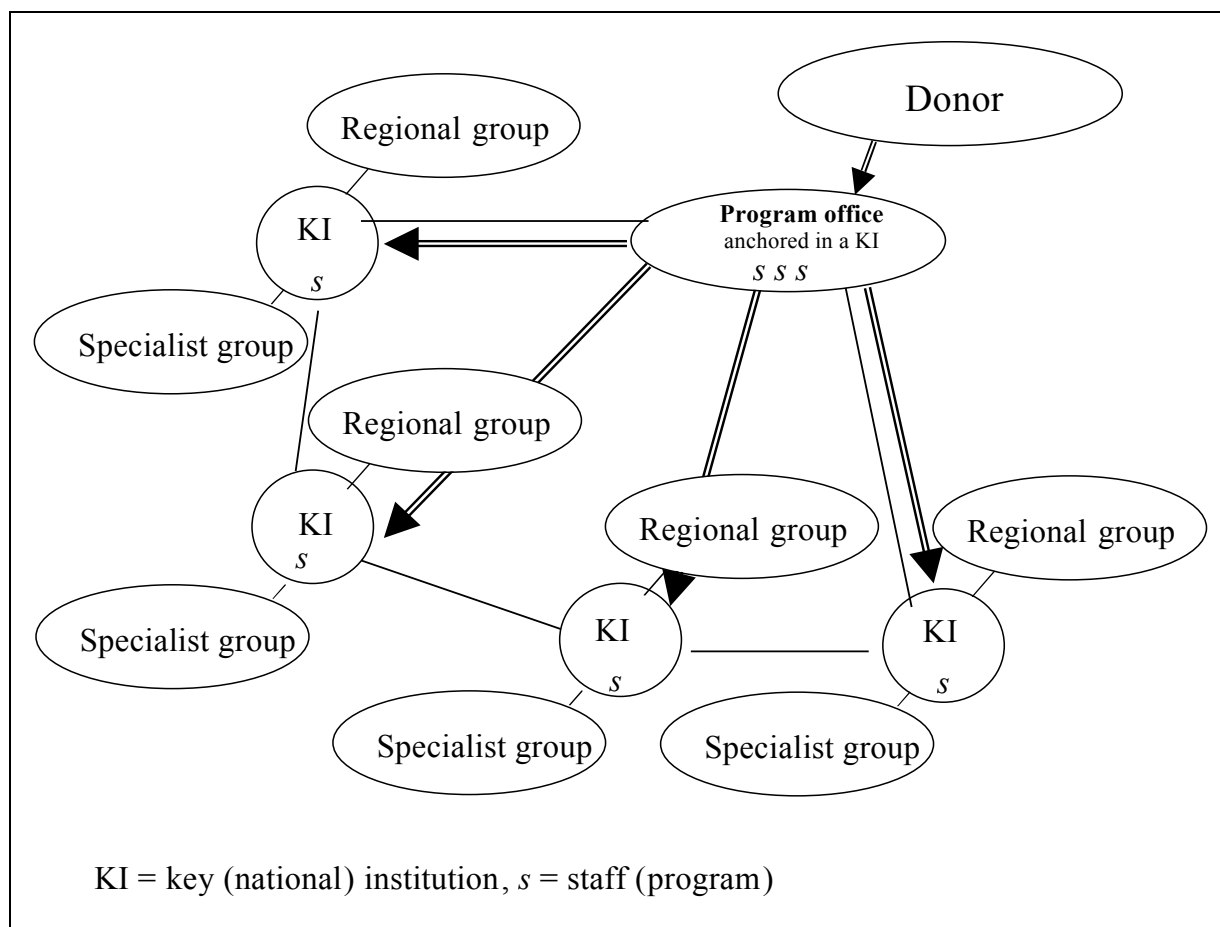 Donor
Regional group
Program office
anchored in a KI
s s s
KI
s
Specialist group
Regional group
KI
s
Specialist group
Regional group
KI
s
Specialist group
Regional group
KI
s
Specialist group
KI = key (national) institution, s = staff (program)